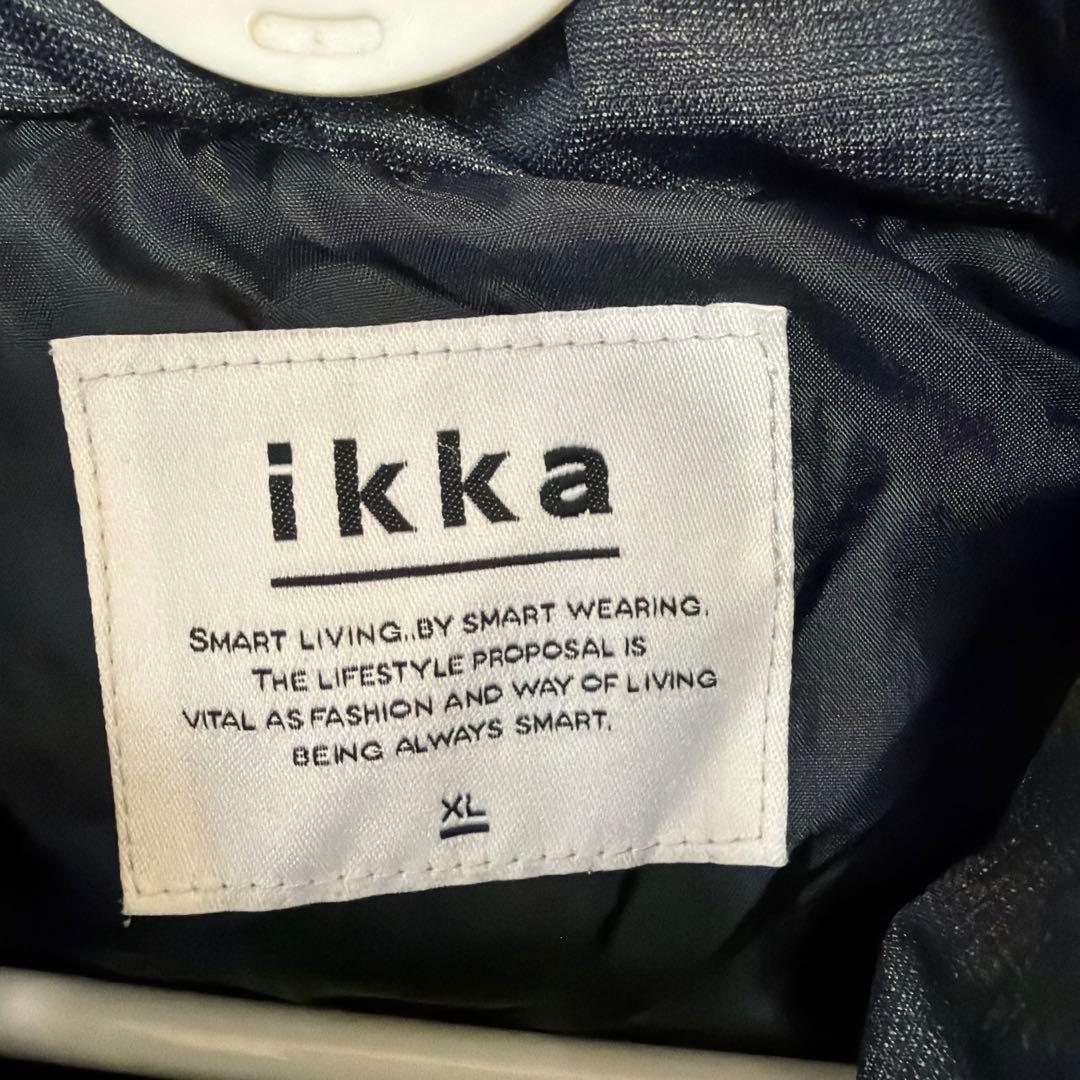 ikka
SMART LIVING..BY SMART WEARING.
THE LIFESTYLE PROPOSAL IS
VITAL AS FASHION AND WAY OF LIVING
BEING ALWAYS SMART.
XL